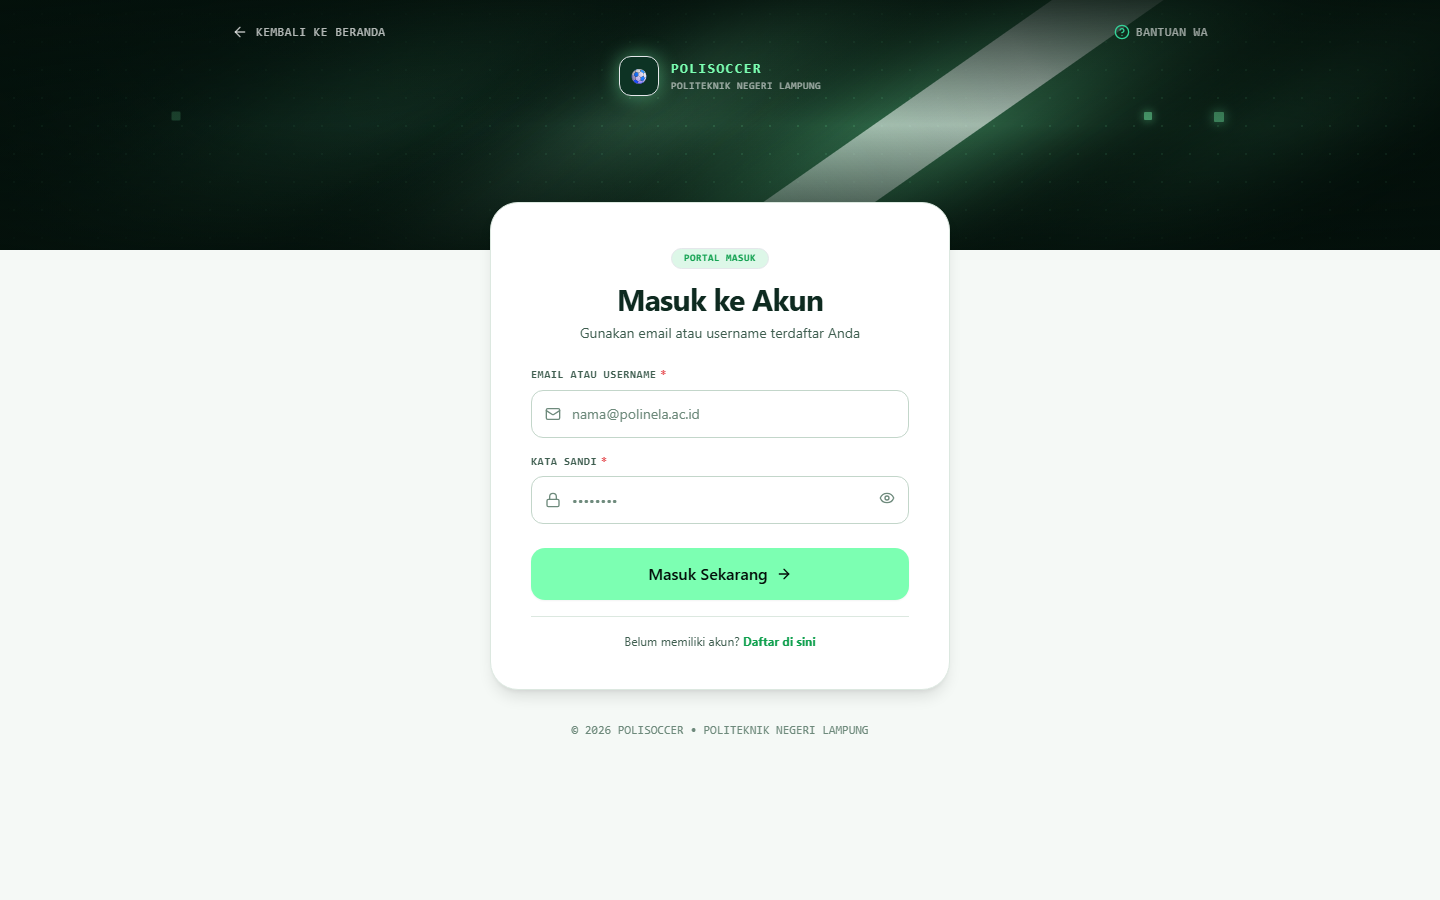 KEMBALI KE BERANDA
BANTUAN WA
POLISOCCER
POLITEKNIK NEGERI LAMPUNG
PORTAL MASUK
Masuk ke Akun
Gunakan email atau username terdaftar Anda
EMAIL ATAU USERNAME *
nama@polinela.ac.id
KATA SANDI *
••••••••
Masuk Sekarang →
Belum memiliki akun? Daftar di sini
© 2026 POLISOCCER • POLITEKNIK NEGERI LAMPUNG